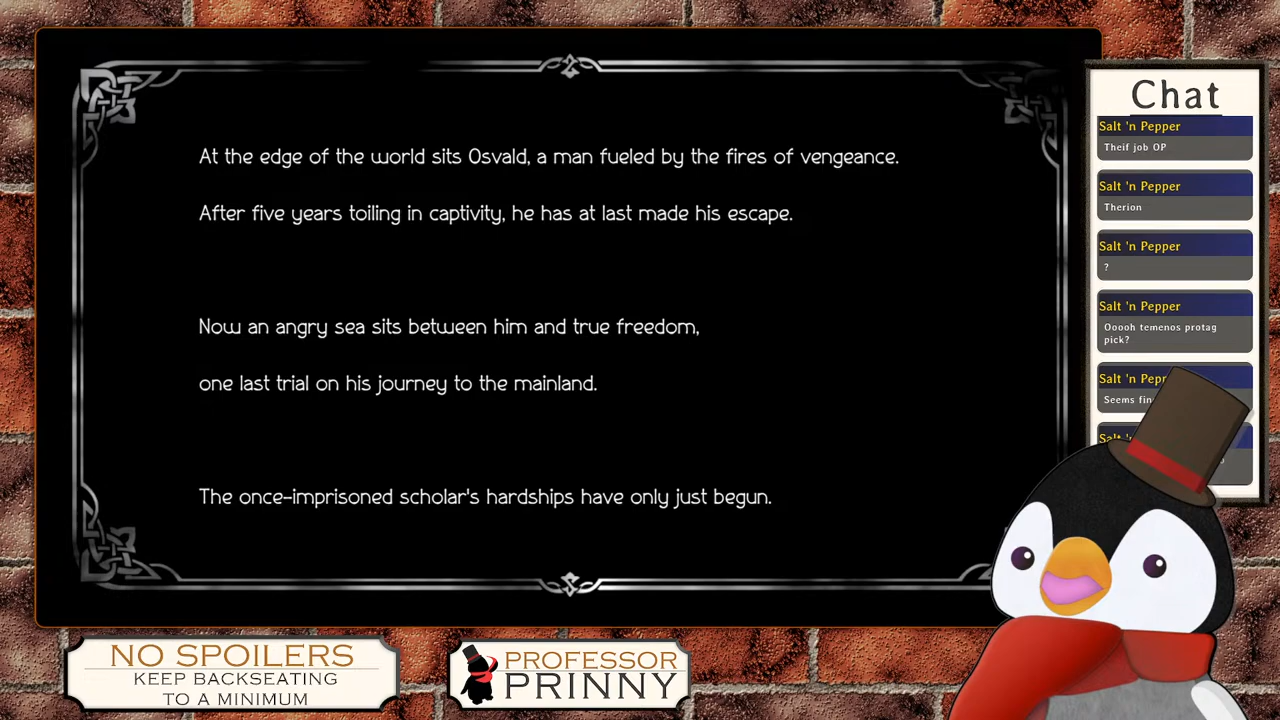 At the edge of the world sits Osvald, a man fueled by the fires of vengeance.
After five years toiling in captivity, he has at last made his escape.
Now an angry sea sits between him and true freedom,
one last trial on his journey to the mainland.
The once-imprisoned scholar's hardships have only just begun.
Chat
Salt 'n Pepper
Theif job OP
Salt 'n Pepper
Therion
Salt 'n Pepper
?
Salt 'n Pepper
Ooooh temenos protag
pick?
Salt 'n
Seems
Salt
NO SPOILERS
KEEP BACKSEATING
TO A MINIMUM
PROFESSOR
PRINNY